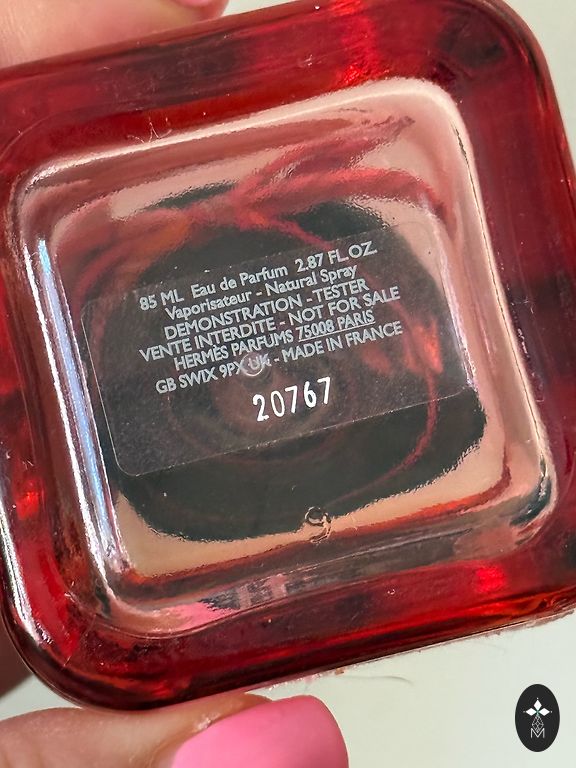 85 ML Eau de Parfum 2.87 FL.OZ
Vaporisateur - Natural Spray
DEMONSTRATION - TESTER
VENTE INTERDITE - NOT FOR SALE
HERMÈS PARFUMS 75008 PARIS
GB SW1X 9PX UK - MADE IN FRANCE
20767